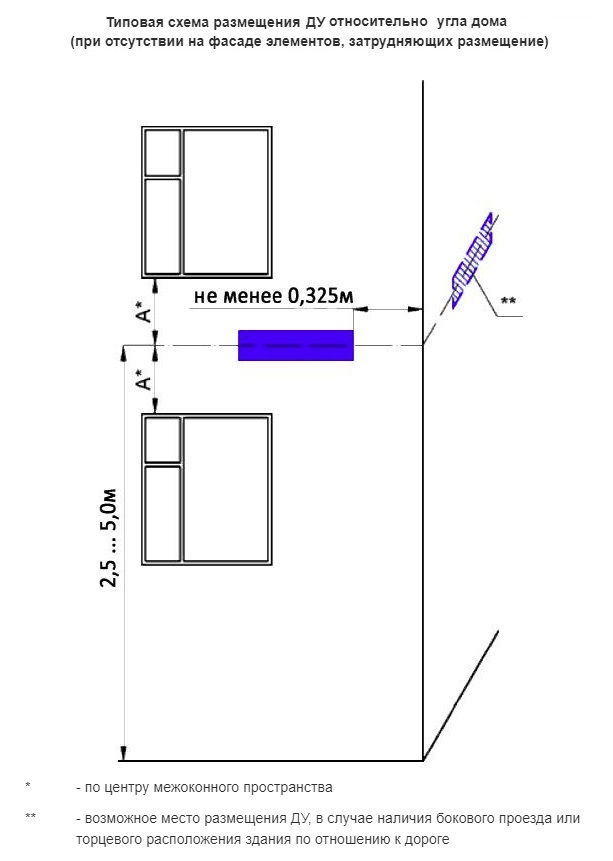 Типовая схема размещения ДУ относительно угла дома
(при отсутствии на фасаде элементов, затрудняющих размещение)
А*
не менее 0,325м
**
А*
2,5 ... 5,0м
* - по центру межоконного пространства
** - возможное место размещения ДУ, в случае наличия бокового проезда или
торцевого расположения здания по отношению к дороге